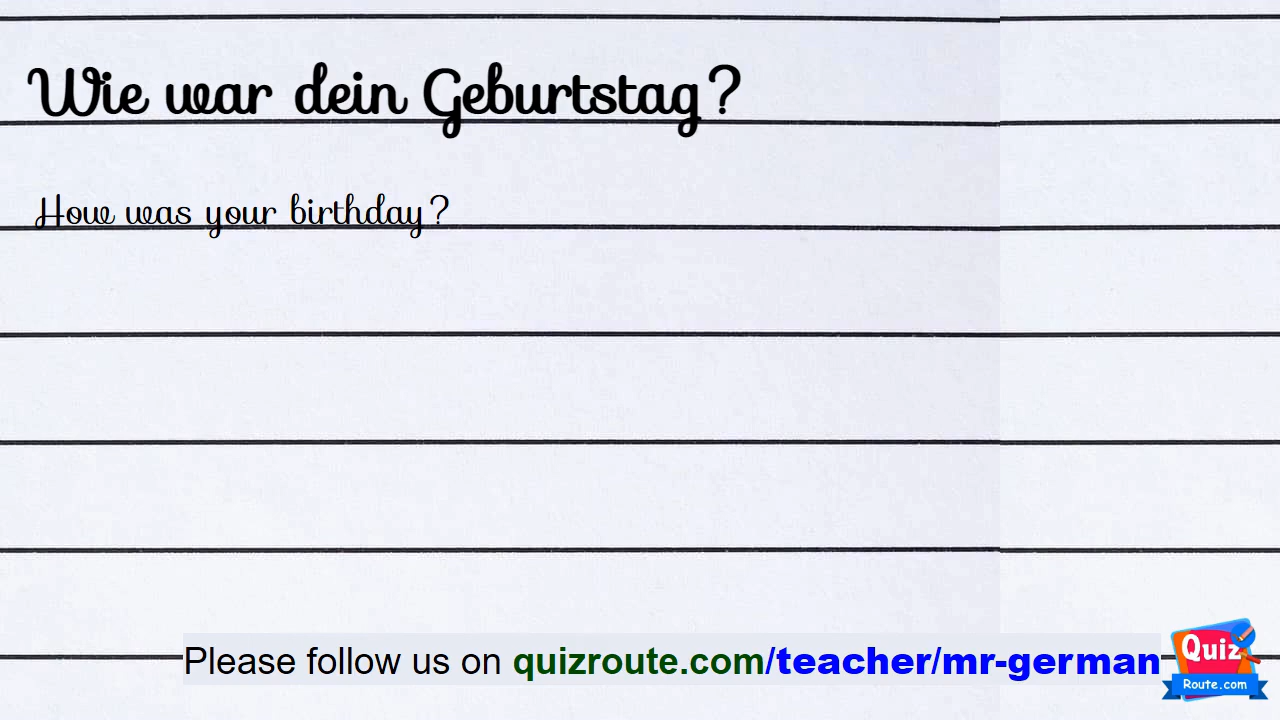 Wie war dein Geburtstag?
How was your birthday?
Please follow us on quizroute.com/teacher/mr-german
Quiz
Route.com